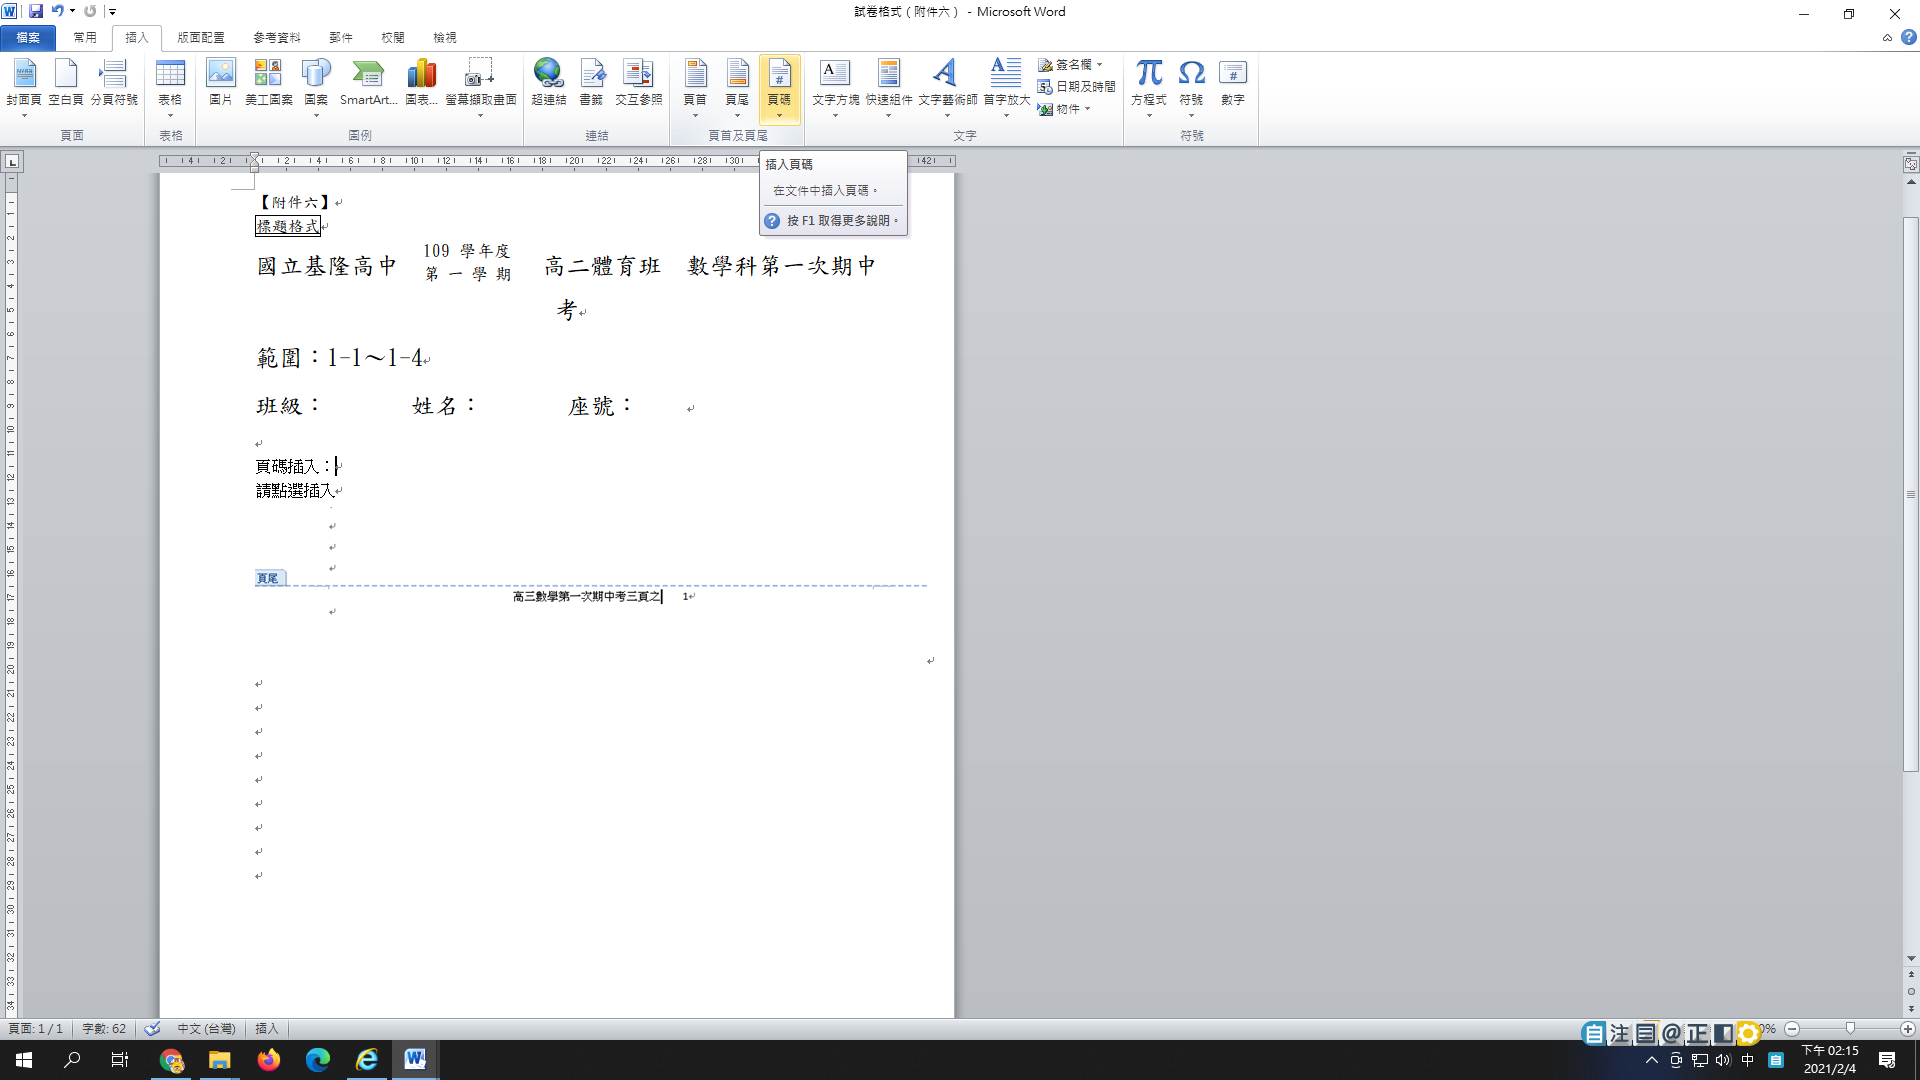 試卷格式（附件六） - Microsoft Word
檔案 常用 插入 版面配置 參考資料 郵件 校閱 檢視
封面頁 空白頁 分頁符號 表格 圖片 美工圖案 圖案 SmartArt... 圖表... 螢幕擷取畫面 超連結 書籤 交互參照 頁首 頁尾 頁碼 文字方塊 快速組件 文字藝術師 首字放大 方程式 符號 數字
簽名欄
日期及時間
物件
頁面 表格 圖例 連結 頁首及頁尾 文字 符號
插入頁碼
在文件中插入頁碼。
按 F1 取得更多說明。
【附件六】
標題格式
國立基隆高中 109 學年度 第一學期 高二體育班 數學科第一次期中
考
範圍：1-1～1-4
班級： 姓名： 座號：
頁碼插入：
請點選插入
頁尾
高三數學第一次期中考三頁之 1
頁面: 1 / 1 字數: 62 中文 (台灣) 插入
自 注 @ 正 0%
中 自 下午 02:15
2021/2/4